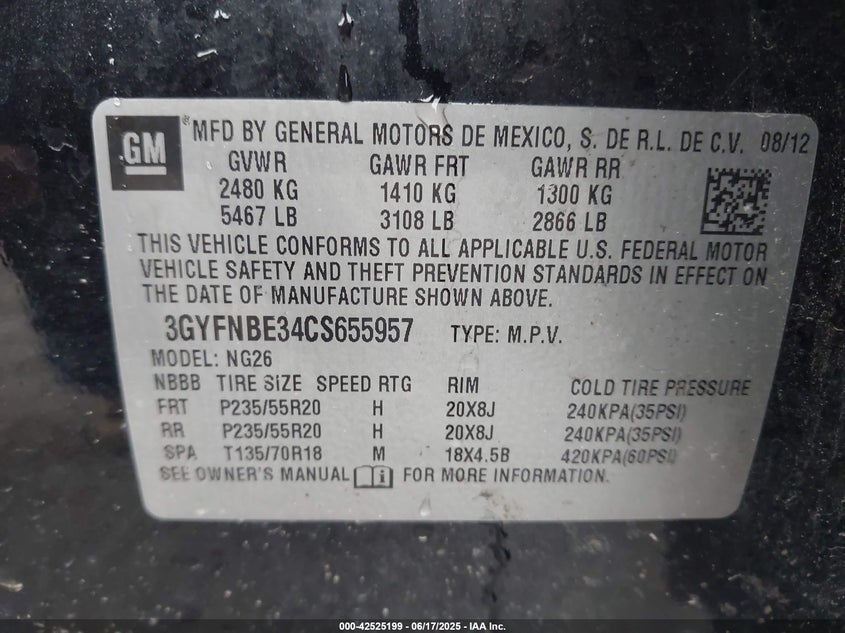 GM ® MFD BY GENERAL MOTORS DE MEXICO, S. DE R.L. DE C.V. 08/12
GVWR GAWR FRT GAWR RR
2480 KG 1410 KG 1300 KG
5467 LB 3108 LB 2866 LB
THIS VEHICLE CONFORMS TO ALL APPLICABLE U.S. FEDERAL MOTOR
VEHICLE SAFETY AND THEFT PREVENTION STANDARDS IN EFFECT ON
THE DATE OF MANUFACTURE SHOWN ABOVE.
3GYFNBE34CS655957 TYPE: M.P.V.
MODEL: NG26
NBBB TIRE SIZE SPEED RTG RIM COLD TIRE PRESSURE
FRT P235/55R20 H 20X8J 240KPA(35PSI)
RR P235/55R20 H 20X8J 240KPA(35PSI)
SPA T135/70R18 M 18X4.5B 420KPA(60PSI)
SEE OWNER'S MANUAL i FOR MORE INFORMATION.
000-42525199 - 06/17/2025 - IAA Inc.